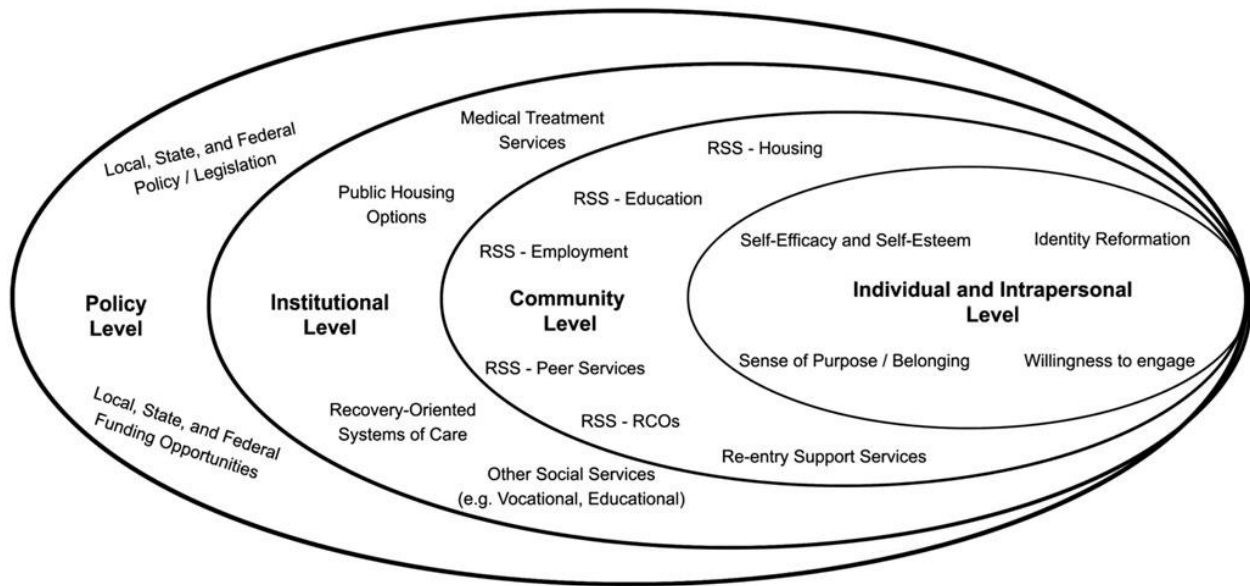 Local, State, and Federal
Policy / Legislation
Policy
Level
Local, State, and Federal
Funding Opportunities
Medical Treatment
Services
Public Housing
Options
Institutional
Level
Recovery-Oriented
Systems of Care
Other Social Services
(e.g. Vocational, Educational)
RSS - Housing
RSS - Education
RSS - Employment
Community
Level
RSS - Peer Services
RSS - RCOs
Re-entry Support Services
Self-Efficacy and Self-Esteem
Identity Reformation
Individual and Intrapersonal
Level
Sense of Purpose / Belonging
Willingness to engage